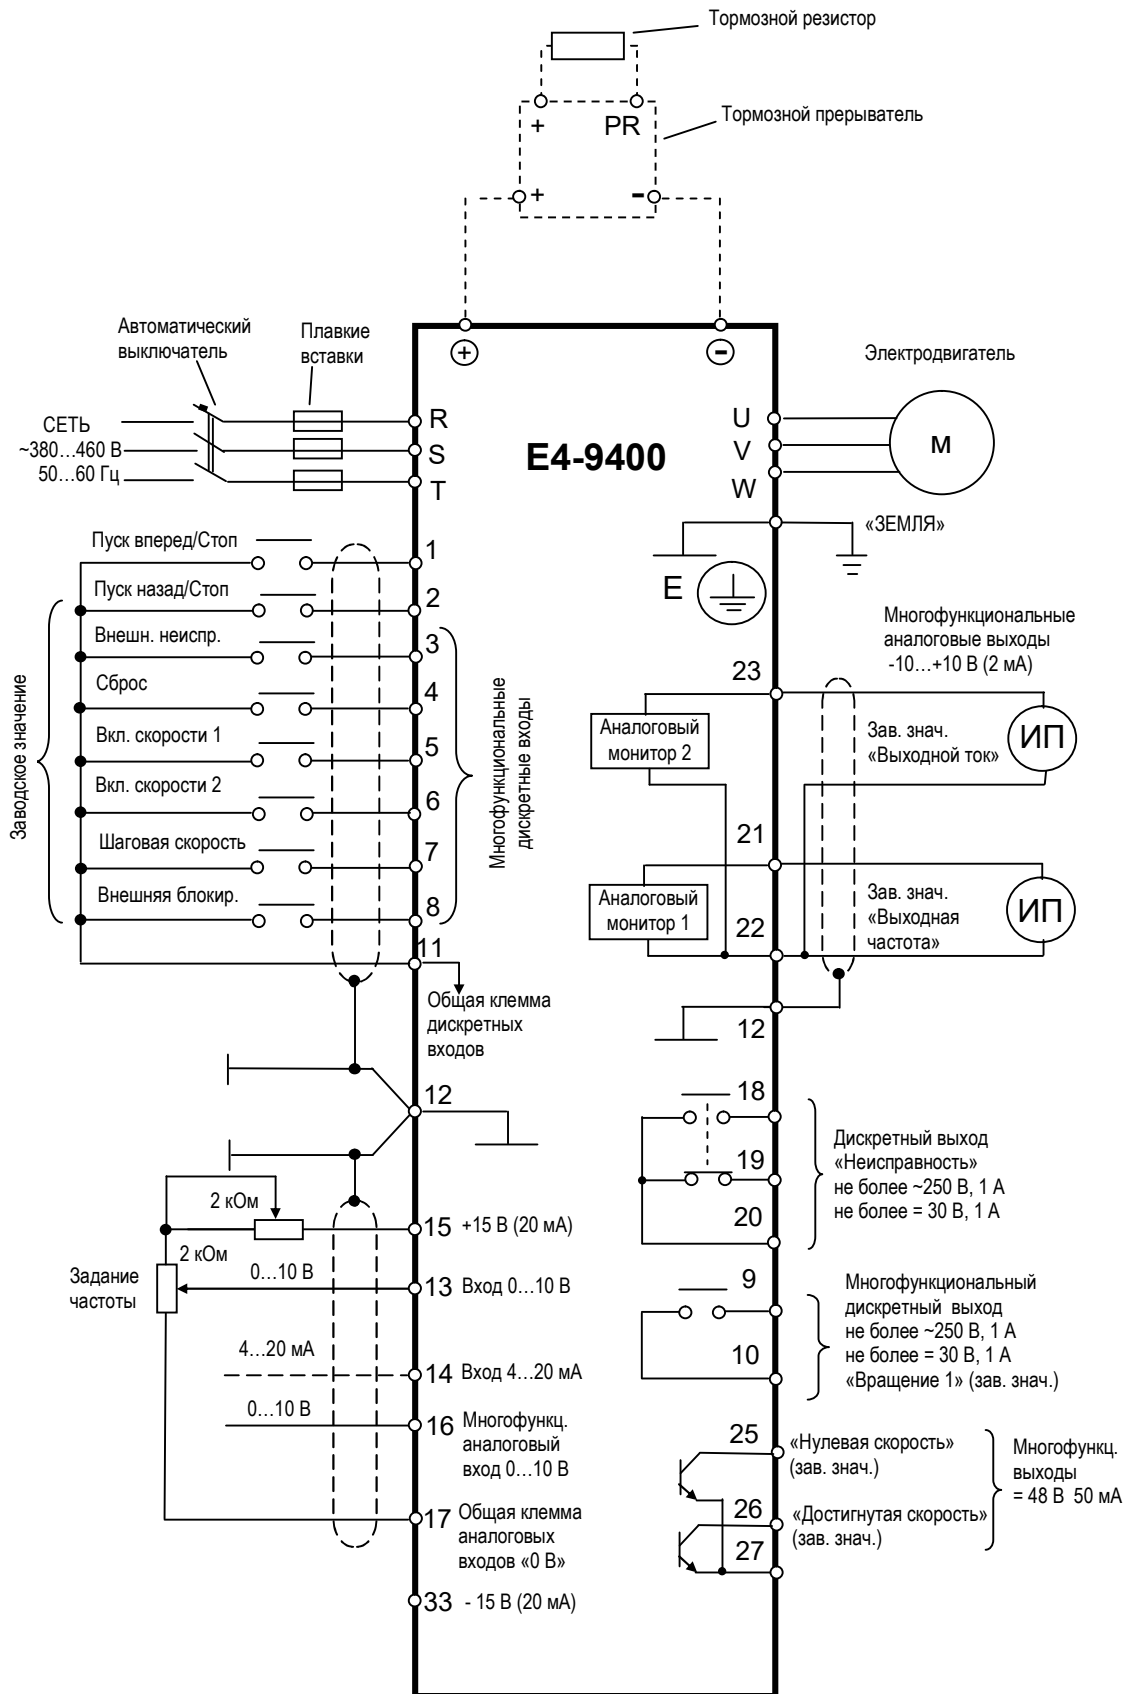 Тормозной резистор
+
PR
Тормозной прерыватель
+
-
Автоматический
выключатель
Плавкие
вставки
+
-
Электродвигатель
СЕТЬ
~380...460 В
50...60 Гц
R
S
T
E4-9400
U
V
W
М
«ЗЕМЛЯ»
E
Заводское значение
Пуск вперед/Стоп
1
Пуск назад/Стоп
2
Внешн. неиспр.
3
Сброс
4
Вкл. скорости 1
5
Вкл. скорости 2
6
Шаговая скорость
7
Внешняя блокир.
8
Многофункциональные
дискретные входы
11
Общая клемма
дискретных
входов
12
Многофункциональные
аналоговые выходы
-10...+10 В (2 мА)
23
Аналоговый
монитор 2
Зав. знач.
«Выходной ток»
ИП
21
Аналоговый
монитор 1
22
Зав. знач.
«Выходная
частота»
ИП
12
18
19
20
Дискретный выход
«Неисправность»
не более ~250 В, 1 А
не более = 30 В, 1 А
2 кОм
15 +15 В (20 мА)
2 кОм
Задание
частоты
0...10 В
13 Вход 0...10 В
4...20 мА
14 Вход 4...20 мА
0...10 В
16 Многофункц.
аналоговый
вход 0...10 В
17 Общая клемма
аналоговых
входов «0 В»
33 - 15 В (20 мА)
9
10
Многофункциональный
дискретный выход
не более ~250 В, 1 А
не более = 30 В, 1 А
«Вращение 1» (зав. знач.)
25
«Нулевая скорость»
(зав. знач.)
26
«Достигнутая скорость»
(зав. знач.)
27
Многофункц.
выходы
= 48 В 50 мА